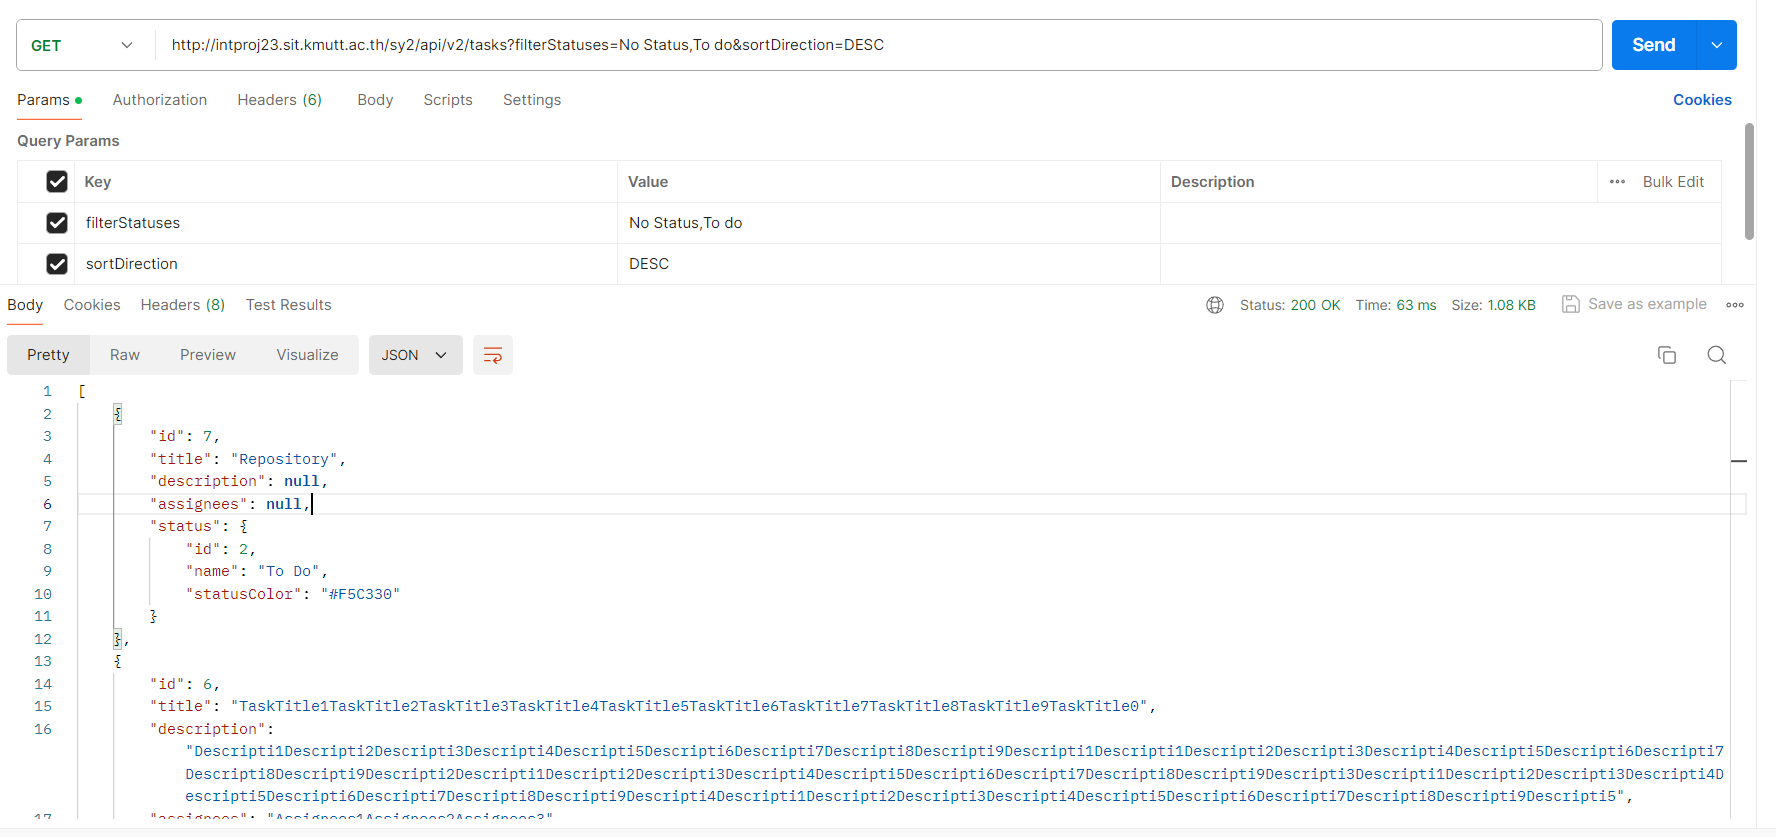 GET http://intproj23.sit.kmutt.ac.th/sy2/api/v2/tasks?filterStatuses=No Status,To do&sortDirection=DESC Send
Params Authorization Headers (6) Body Scripts Settings Cookies
Query Params
Key Value Description Bulk Edit
filterStatuses No Status,To do
sortDirection DESC
Body Cookies Headers (8) Test Results Status: 200 OK Time: 63 ms Size: 1.08 KB Save as example
Pretty Raw Preview Visualize JSON
1 [
2 {
3 "id": 7,
4 "title": "Repository",
5 "description": null,
6 "assignees": null,
7 "status": {
8 "id": 2,
9 "name": "To Do",
10 "statusColor": "#F5C330"
11 }
12 },
13 {
14 "id": 6,
15 "title": "TaskTitle1TaskTitle2TaskTitle3TaskTitle4TaskTitle5TaskTitle6TaskTitle7TaskTitle8TaskTitle9TaskTitle0",
16 "description":
"Descripti1Descripti2Descripti3Descripti4Descripti5Descripti6Descripti7Descripti8Descripti9Descripti1Descripti1Descripti2Descripti3Descripti4Descripti5Descripti6Descripti7
Descripti8Descripti9Descripti2Descripti1Descripti2Descripti3Descripti4Descripti5Descripti6Descripti7Descripti8Descripti9Descripti3Descripti1Descripti2Descripti3Descripti4D
escripti5Descripti6Descripti7Descripti8Descripti9Descripti4Descripti1Descripti2Descripti3Descripti4Descripti5Descripti6Descripti7Descripti8Descripti9Descripti5",
17 "assignees": "Assignees1Assignees2Assignees3"